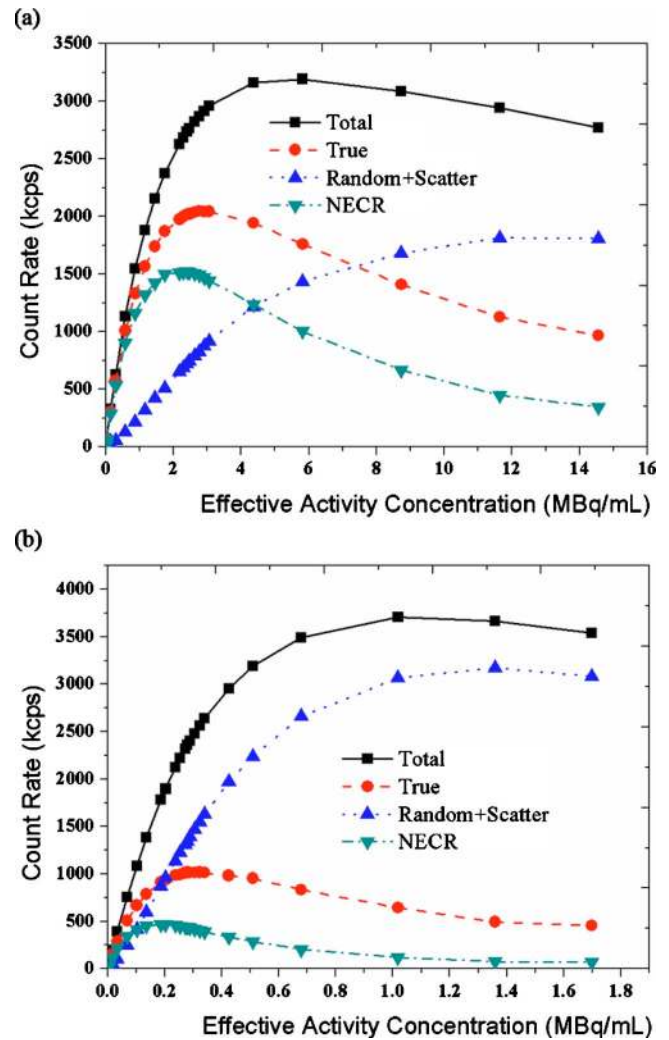 (a)
3500
3000
2500
2000
1500
1000
500
0
Count Rate (kcps)
Total
True
Random+Scatter
NECR
0 2 4 6 8 10 12 14 16
Effective Activity Concentration (MBq/mL)
(b)
4000
3500
3000
2500
2000
1500
1000
500
0
Count Rate (kcps)
Total
True
Random+Scatter
NECR
0.0 0.2 0.4 0.6 0.8 1.0 1.2 1.4 1.6 1.8
Effective Activity Concentration (MBq/mL)